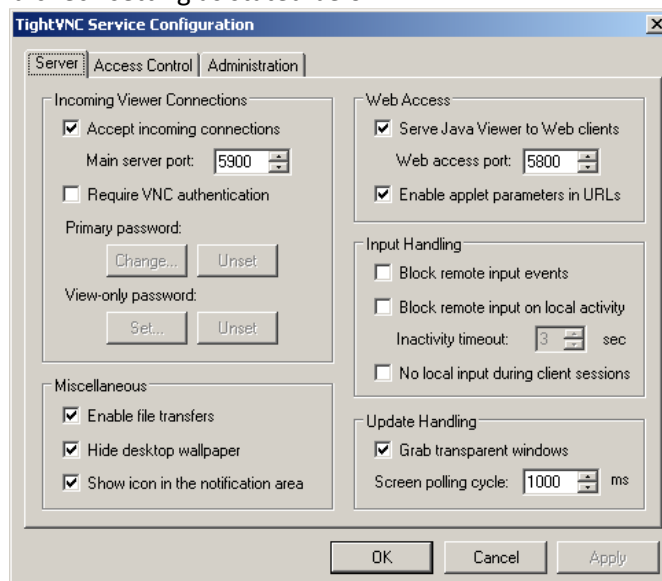 TightVNC Service Configuration
Server Access Control Administration
Incoming Viewer Connections
Accept incoming connections
Main server port: 5900
Require VNC authentication
Primary password:
Change... Unset
View-only password:
Set... Unset
Miscellaneous
Enable file transfers
Hide desktop wallpaper
Show icon in the notification area
Web Access
Serve Java Viewer to Web clients
Web access port: 5800
Enable applet parameters in URLs
Input Handling
Block remote input events
Block remote input on local activity
Inactivity timeout: 3 sec
No local input during client sessions
Update Handling
Grab transparent windows
Screen polling cycle: 1000 ms
OK Cancel Apply